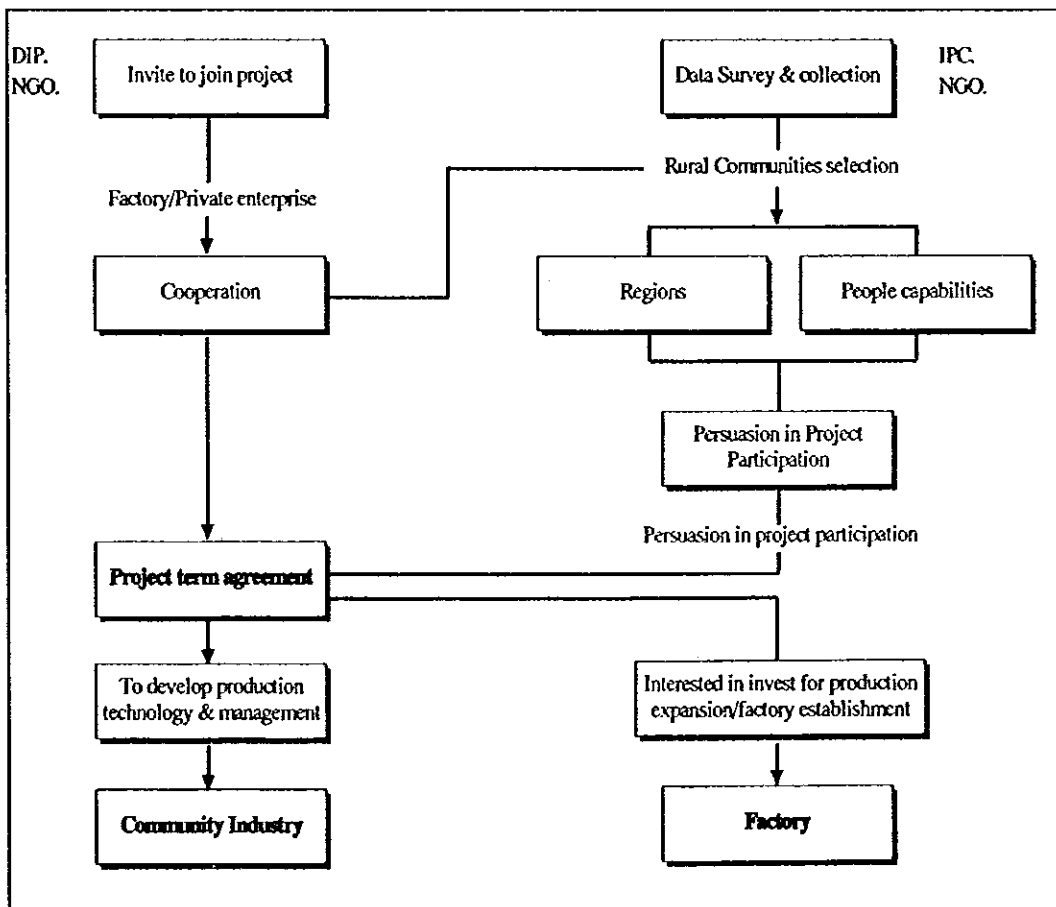 DIP.
NGO.
Invite to join project
Data Survey & collection
IPC.
NGO.
Rural Communities selection
Factory/Private enterprise
Cooperation
Regions
People capabilities
Persuasion in Project
Participation
Persuasion in project participation
Project term agreement
To develop production
technology & management
Interested in invest for production
expansion/factory establishment
Community Industry
Factory